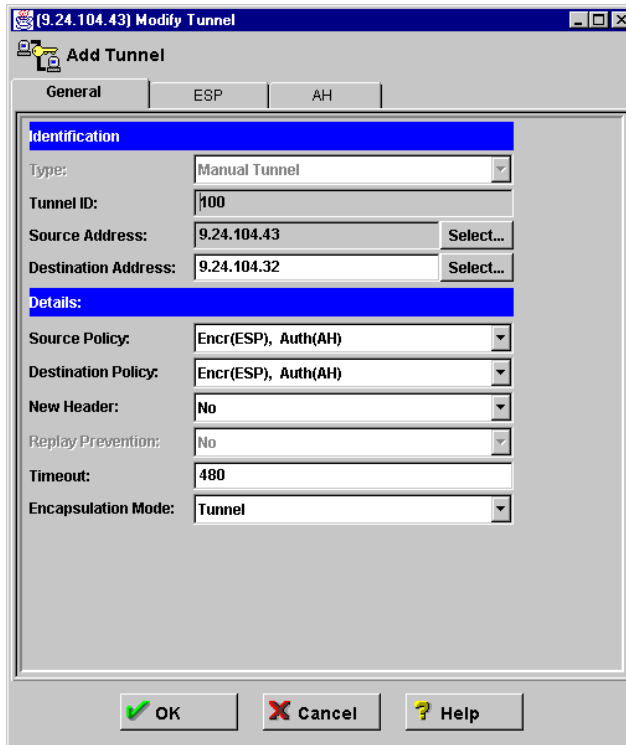 (9.24.104.43) Modify Tunnel
Add Tunnel
General ESP AH
Identification
Type: Manual Tunnel
Tunnel ID: 100
Source Address: 9.24.104.43 Select...
Destination Address: 9.24.104.32 Select...
Details:
Source Policy: Encr(ESP), Auth(AH)
Destination Policy: Encr(ESP), Auth(AH)
New Header: No
Replay Prevention: No
Timeout: 480
Encapsulation Mode: Tunnel
OK Cancel Help